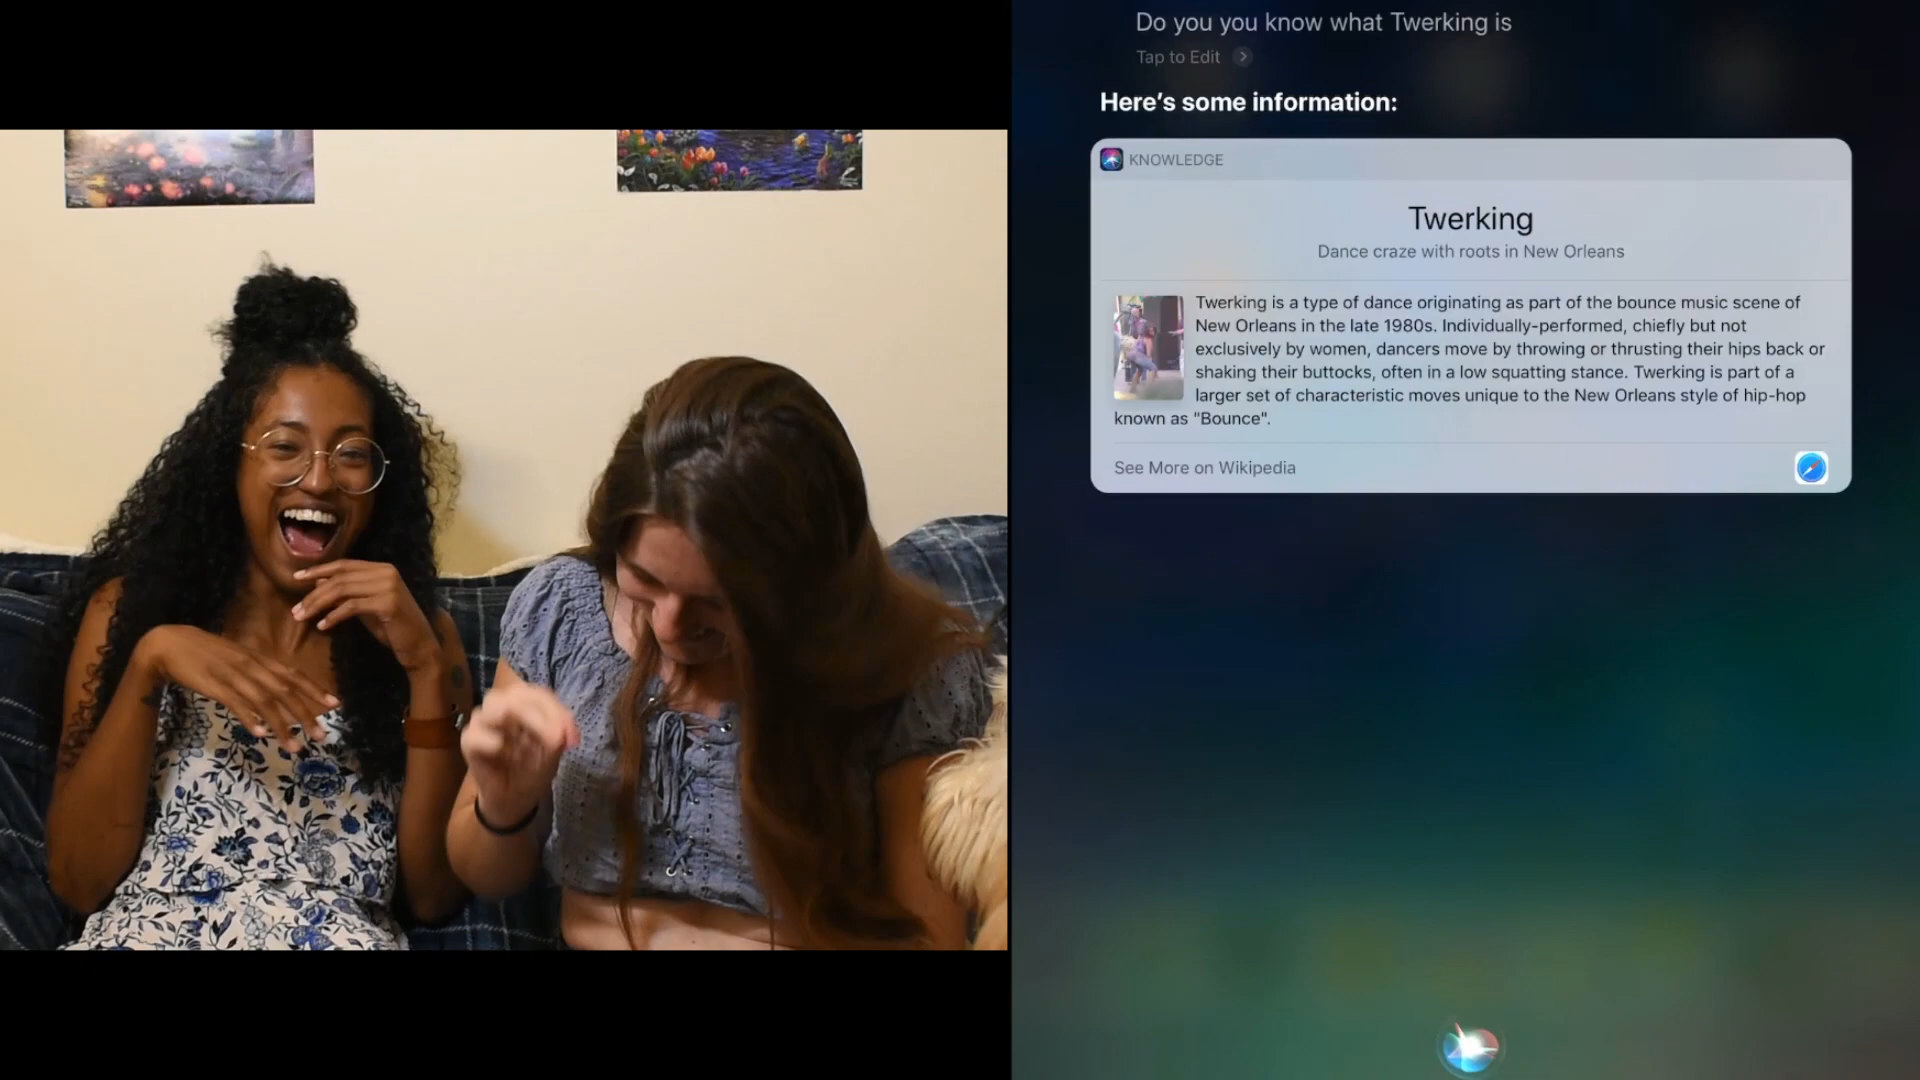 Do you you know what Twerking is
Tap to Edit
Here's some information:
KNOWLEDGE
Twerking
Dance craze with roots in New Orleans
Twerking is a type of dance originating as part of the bounce music scene of
New Orleans in the late 1980s. Individually-performed, chiefly but not
exclusively by women, dancers move by throwing or thrusting their hips back or
shaking their buttocks, often in a low squatting stance. Twerking is part of a
larger set of characteristic moves unique to the New Orleans style of hip-hop
known as "Bounce".
See More on Wikipedia